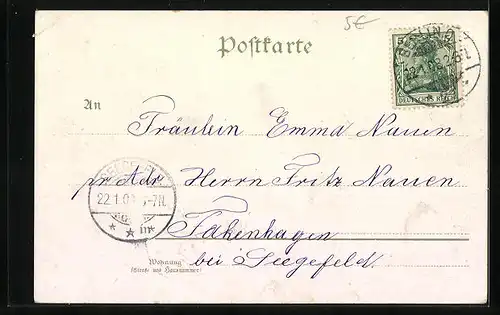 5€
Postkarte
5
DEUTSCHES REICH
An
Fräulein Emma Nauen
pr Adr Herrn Fritz Nauen
22.1.0
Falkenhagen
bei Seegefeld.
Wohnung
(Straße und Hausnummer)